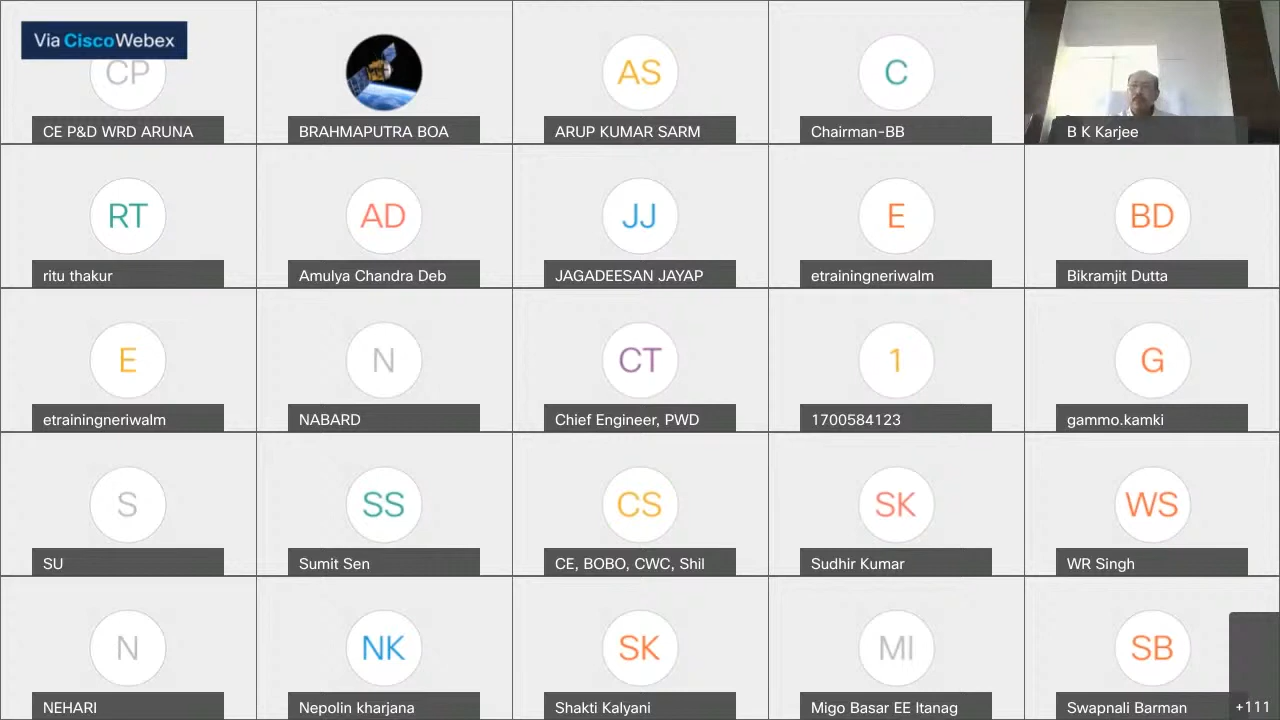 Via Cisco Webex
CP
AS
C
CE P&D WRD ARUNA
BRAHMAPUTRA BOA
ARUP KUMAR SARM
Chairman-BB
B K Karjee
RT
AD
JJ
E
BD
ritu thakur
Amulya Chandra Deb
JAGADEESAN JAYAP
etrainingneriwalm
Bikramjit Dutta
E
N
CT
1
G
etrainingneriwalm
NABARD
Chief Engineer, PWD
1700584123
gammo.kamki
S
SS
CS
SK
WS
SU
Sumit Sen
CE, BOBO, CWC, Shil
Sudhir Kumar
WR Singh
N
NK
SK
MI
SB
NEHARI
Nepolin kharjana
Shakti Kalyani
Migo Basar EE Itanag
Swapnali Barman
+111